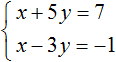 x + 5y = 7
x − 3y = −1